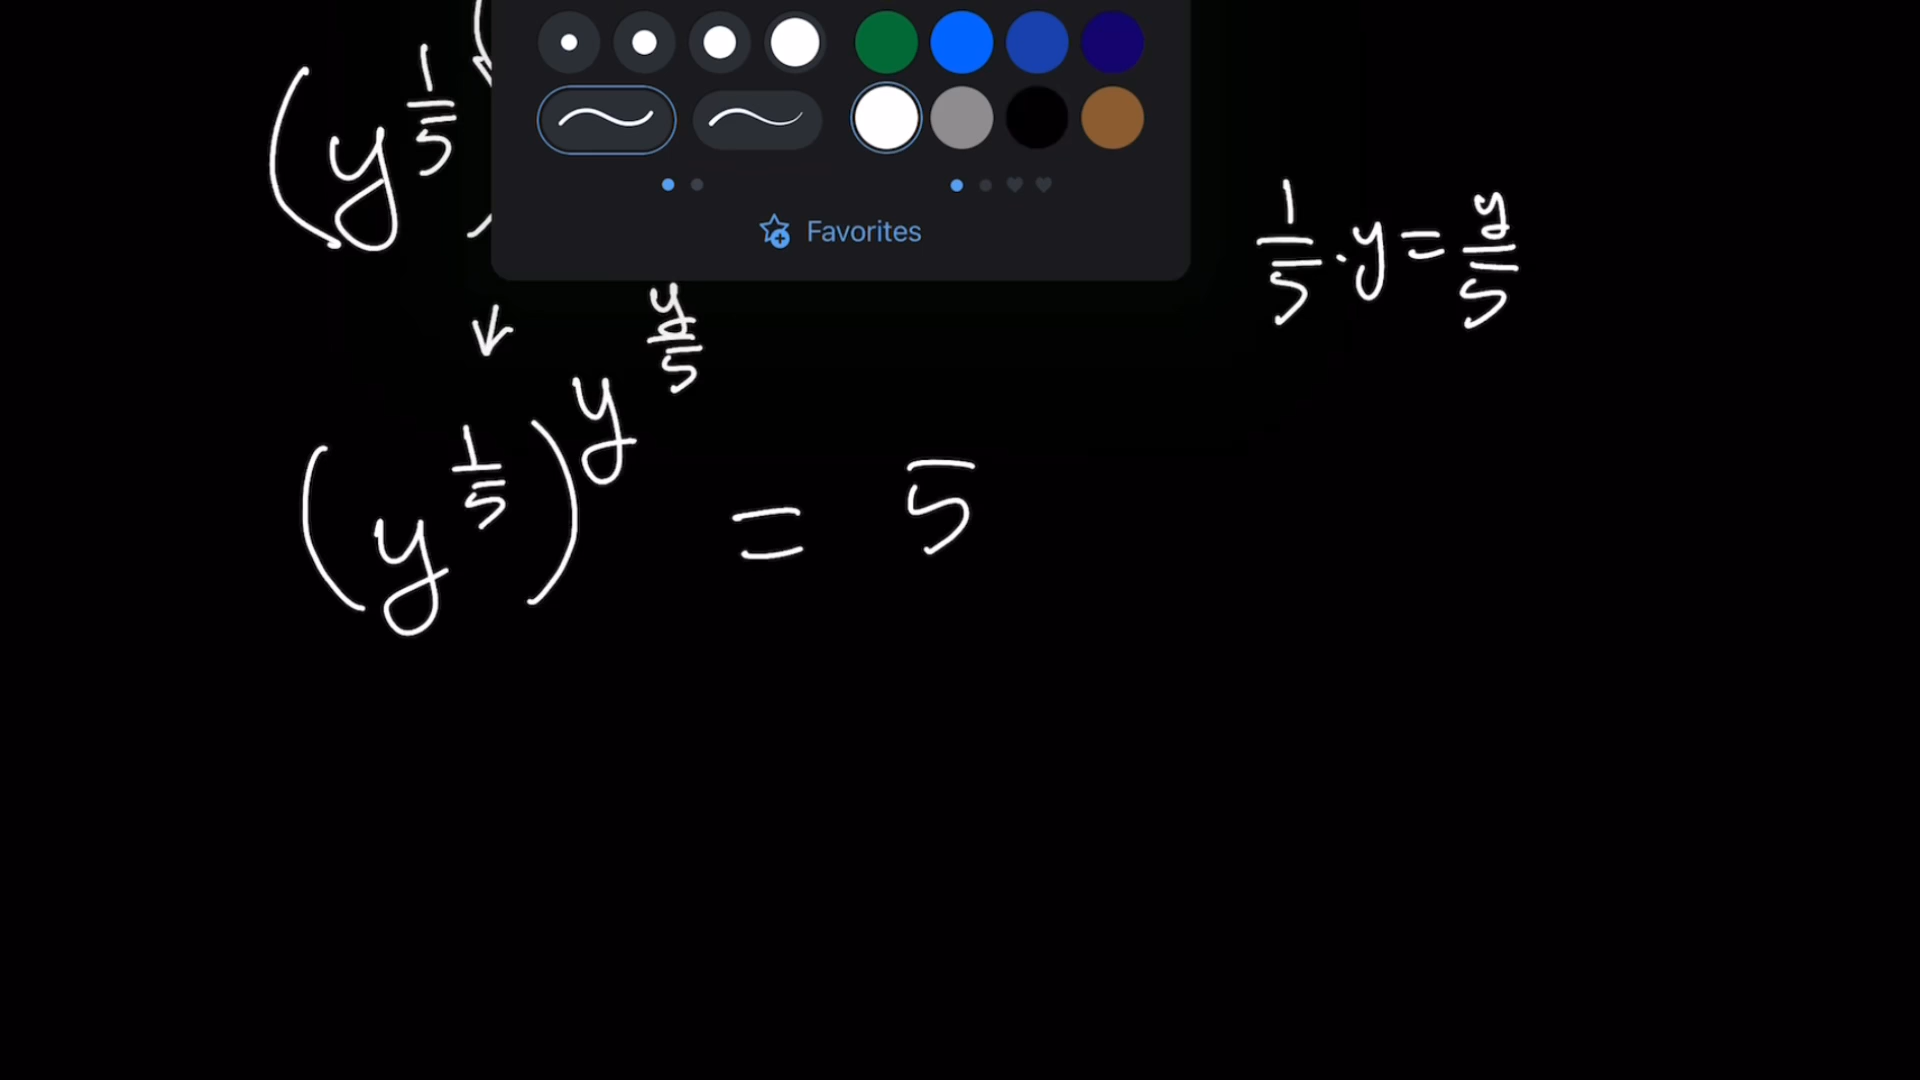 (y^{1/5}
Favorites
1/5 · y = y/5
y/5
(y^{1/5})^y = 5